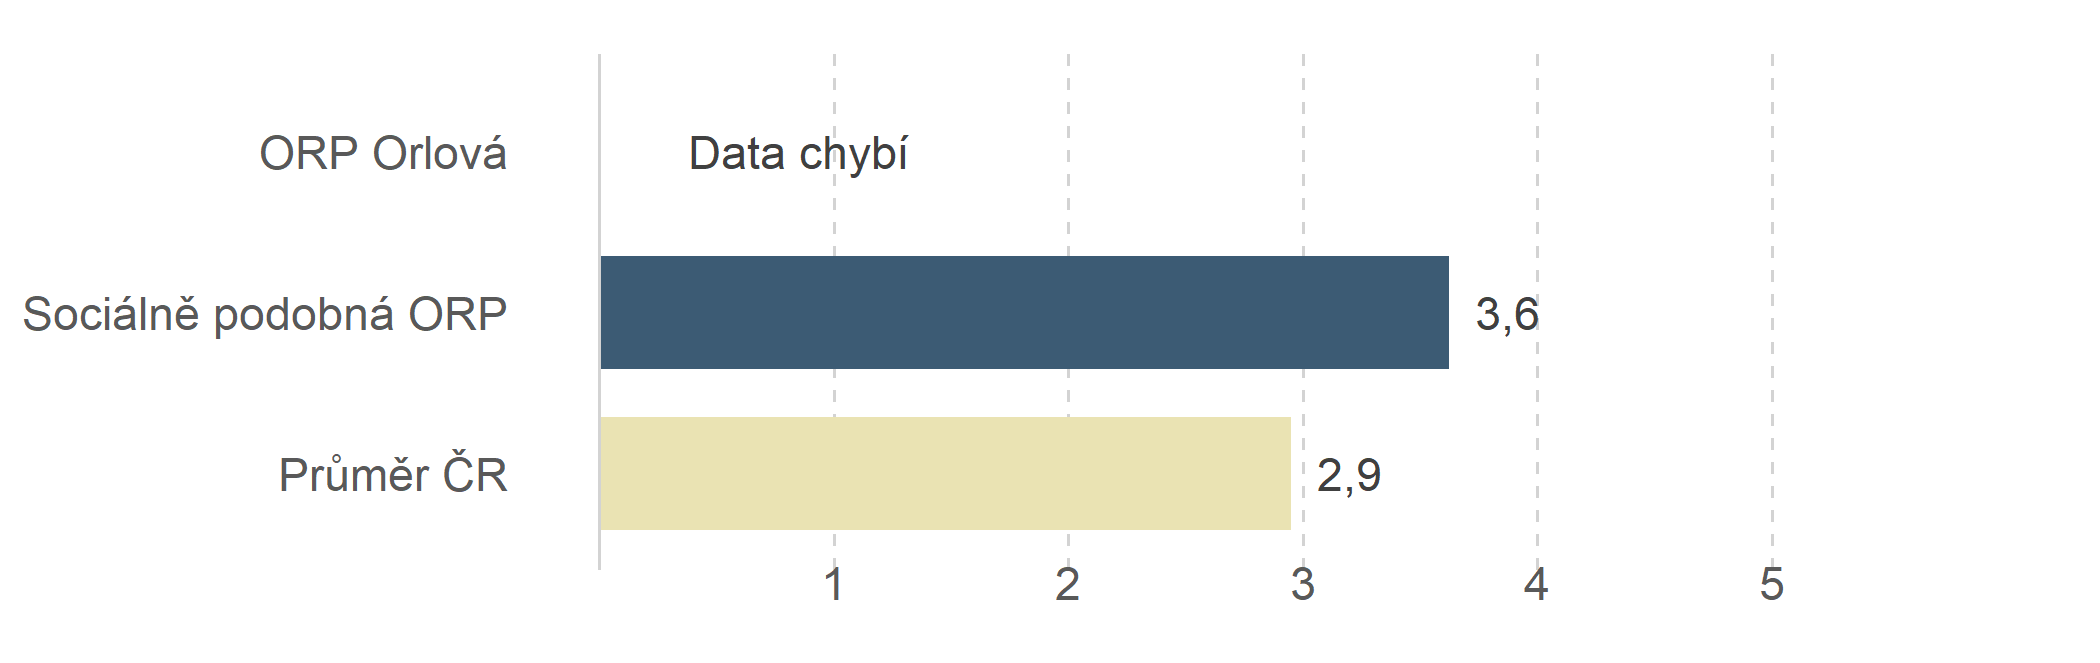 ORP Orlová Data chybí
Sociálně podobná ORP 3,6
Průměr ČR 2,9
1 2 3 4 5